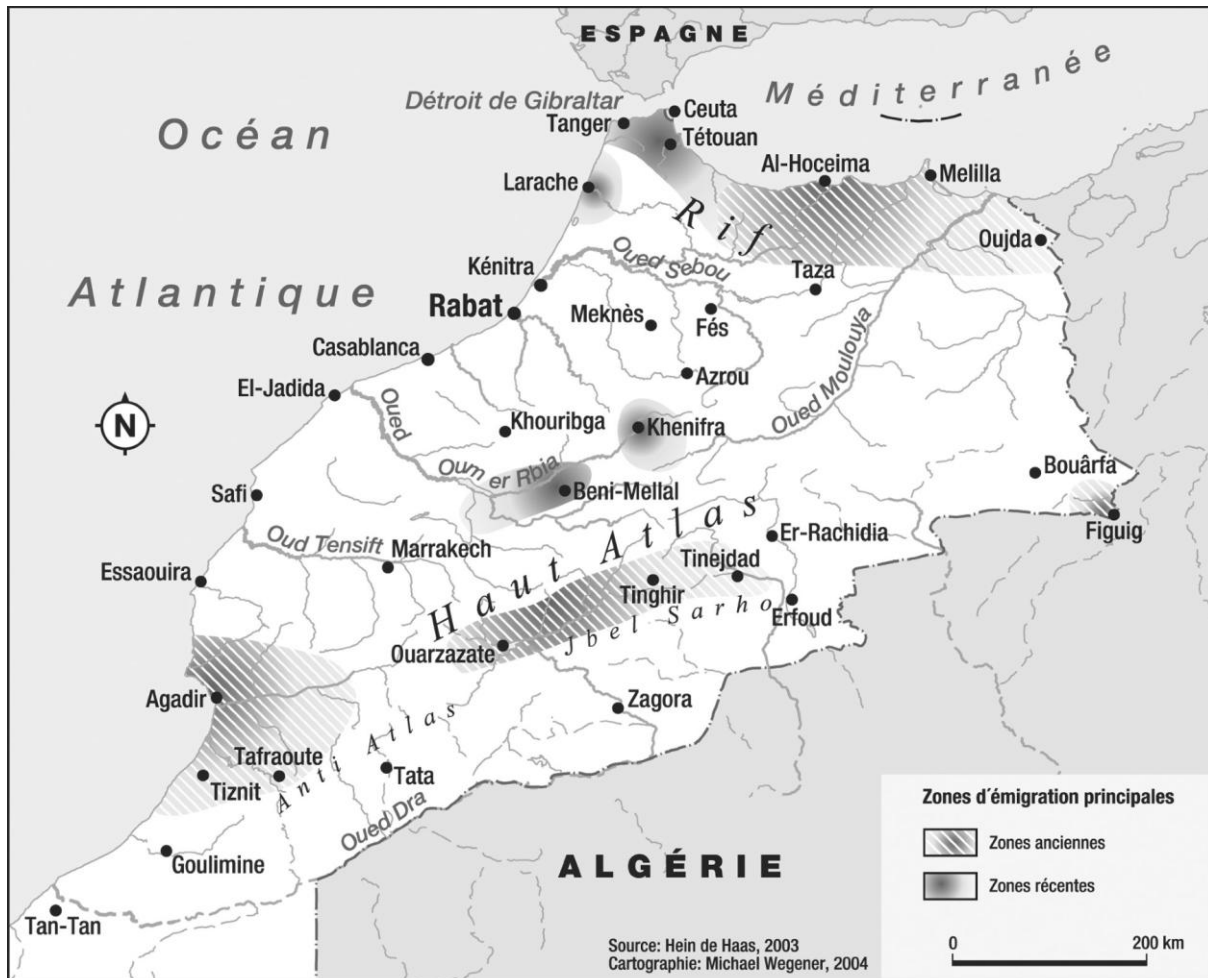 ESPAGNE
Méditerranée
Détroit de Gibraltar
Ceuta
Tanger
Tétouan
Océan
Al-Hoceima
Melilla
Larache
Rif
Oujda
Oued Sebou
Taza
Kénitra
Atlantique
Rabat
Meknès
Fés
Oued Moulouya
Casablanca
Azrou
El-Jadida
N
Oued
Khouribga
Khenifra
Oum er Rbia
Bouârfa
Safi
Beni-Mellal
Figuig
Oud Tensift
Marrakech
Haut Atlas
Er-Rachidia
Essaouira
Tinghir
Tinejdad
Erfoud
Jbel Sarho
Ouarzazate
Agadir
Zagora
Anti Atlas
Tafraoute
Tiznit
Tata
Oued Dra
Goulimine
ALGÉRIE
Tan-Tan
Zones d´émigration principales
Zones anciennes
Zones récentes
0 200 km
Source: Hein de Haas, 2003
Cartographie: Michael Wegener, 2004